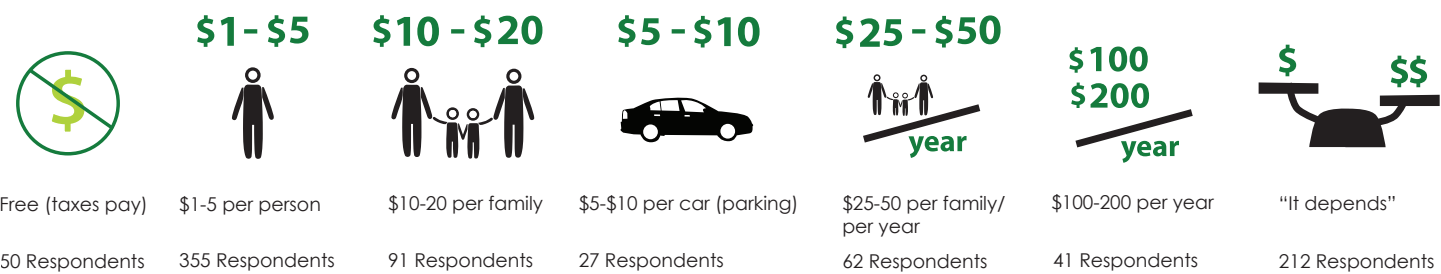 $1-$5
$10 -$20
$5 -$10
$25 -$50
$
$100
$200
year
year
$
$$
Free (taxes pay)
$1-5 per person
$10-20 per family
$5-$10 per car (parking)
$25-50 per family/
per year
$100-200 per year
“It depends”
50 Respondents
355 Respondents
91 Respondents
27 Respondents
62 Respondents
41 Respondents
212 Respondents